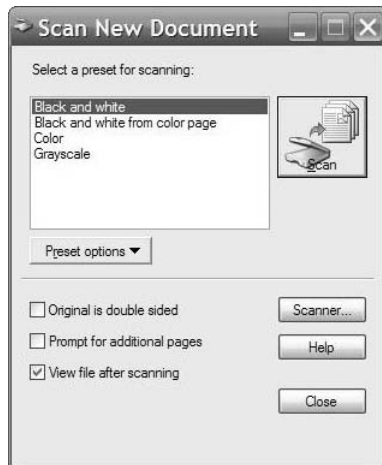 Scan New Document
Select a preset for scanning:
Black and white
Black and white from color page
Color
Grayscale
Scan
Preset options
Original is double sided
Scanner...
Prompt for additional pages
Help
View file after scanning
Close